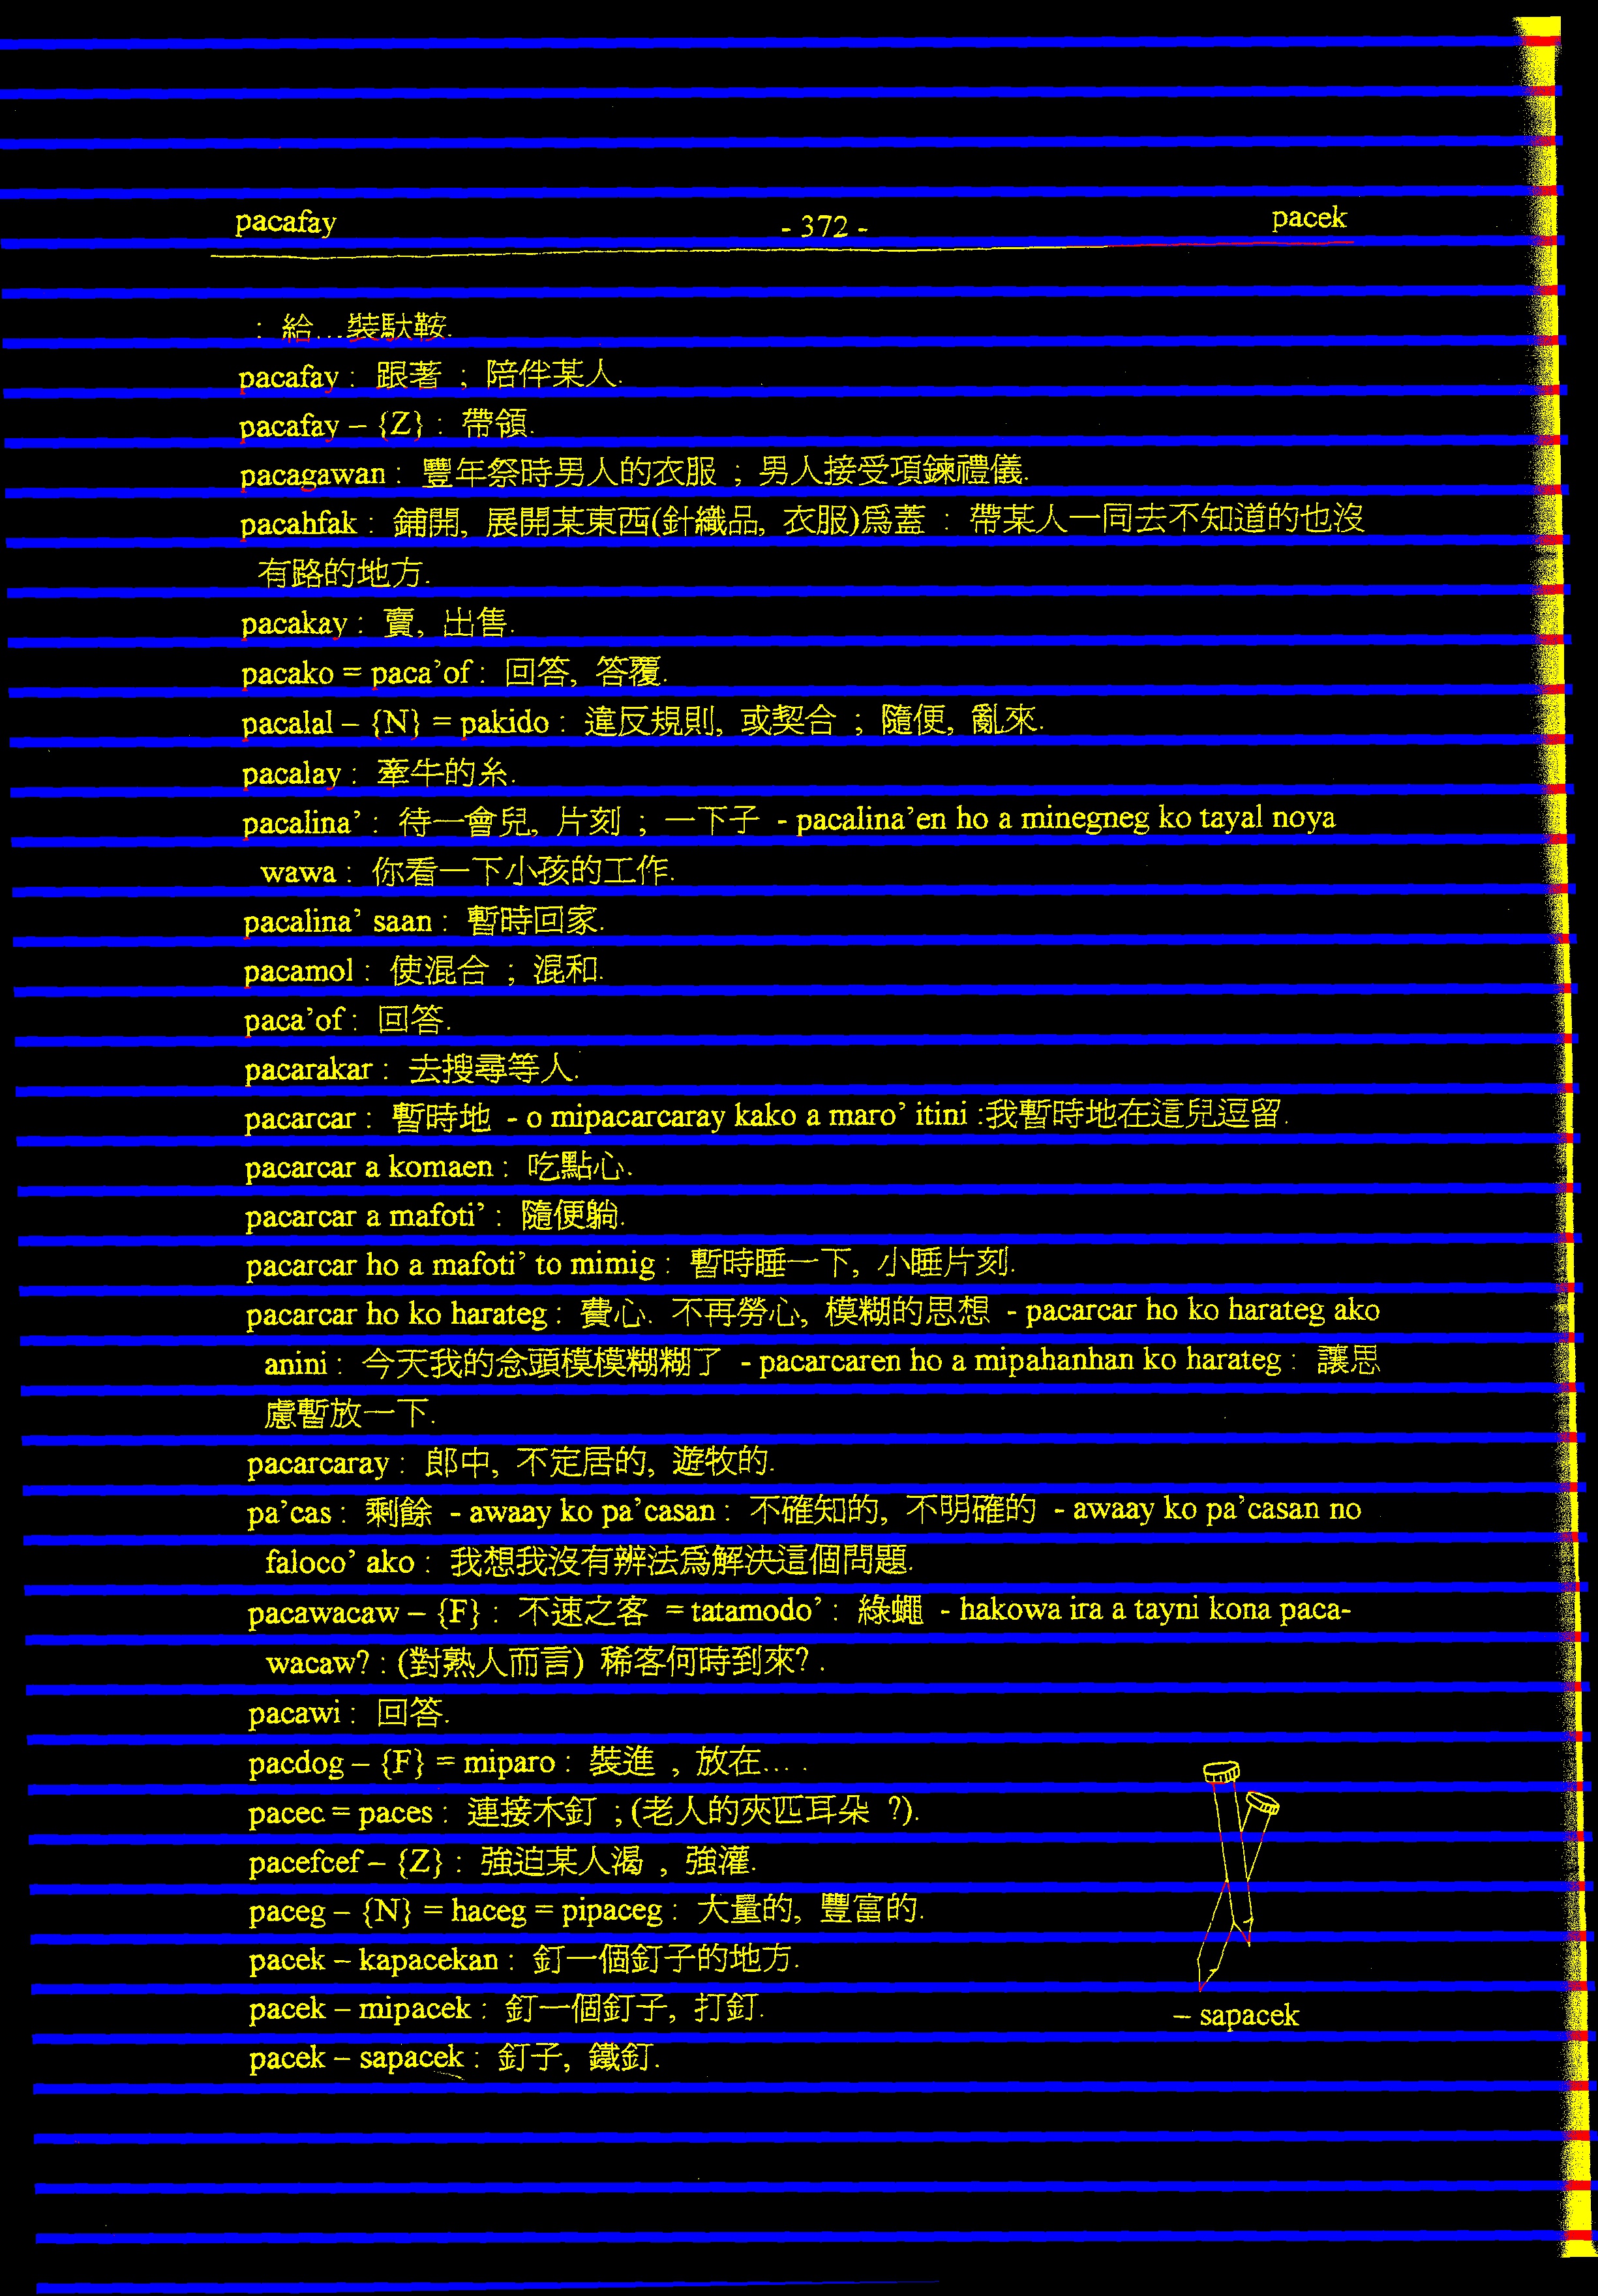 pacafay - 372 - pacek
: 給...裝馱鞍.
pacafay : 跟著 ; 陪伴某人.
pacafay – {Z} : 帶領.
pacagawan : 豐年祭時男人的衣服 ; 男人接受項鍊禮儀.
pacahfak : 鋪開, 展開某東西(針織品, 衣服)爲蓋 : 帶某人一同去不知道的也沒
有路的地方.
pacakay : 賣, 出售.
pacako = paca’of : 回答, 答覆.
pacalal – {N} = pakido : 違反規則, 或契合 ; 隨便, 亂來.
pacalay : 牽牛的糸.
pacalina’ : 待一會兒, 片刻 ; 一下子 - pacalina’en ho a minegneg ko tayal noya
wawa : 你看一下小孩的工作.
pacalina’ saan : 暫時回家.
pacamol : 使混合 ; 混和.
paca’of : 回答.
pacarakar : 去搜尋等人.
pacarcar : 暫時地 - o mipacarcaray kako a maro’ itini :我暫時地在這兒逗留.
pacarcar a komaen : 吃點心.
pacarcar a mafoti’ : 隨便躺.
pacarcar ho a mafoti’ to mimig : 暫時睡一下, 小睡片刻.
pacarcar ho ko harateg : 費心. 不再勞心, 模糊的思想 - pacarcar ho ko harateg ako
anini : 今天我的念頭模模糊糊了 - pacarcaren ho a mipahanhan ko harateg : 讓思
慮暫放一下.
pacarcaray : 郎中, 不定居的, 遊牧的.
pa’cas : 剩餘 - awaay ko pa’casan : 不確知的, 不明確的 - awaay ko pa’casan no
faloco’ ako : 我想我沒有辨法爲解決這個問題.
pacawacaw – {F} : 不速之客 = tatamodo’ : 綠蠅 - hakowa ira a tayni kona paca-
wacaw? : (對熟人而言) 稀客何時到來? .
pacawi : 回答.
pacdog – {F} = miparo : 裝進 , 放在... .
pacec = paces : 連接木釘 ; (老人的夾匹耳朵 ?).
pacefcef – {Z} : 強迫某人渴 , 強灌.
paceg – {N} = haceg = pipaceg : 大量的, 豐富的.
pacek – kapacekan : 釘一個釘子的地方.
pacek – mipacek : 釘一個釘子, 打釘.
– sapacek
pacek – sapacek : 釘子, 鐵釘.